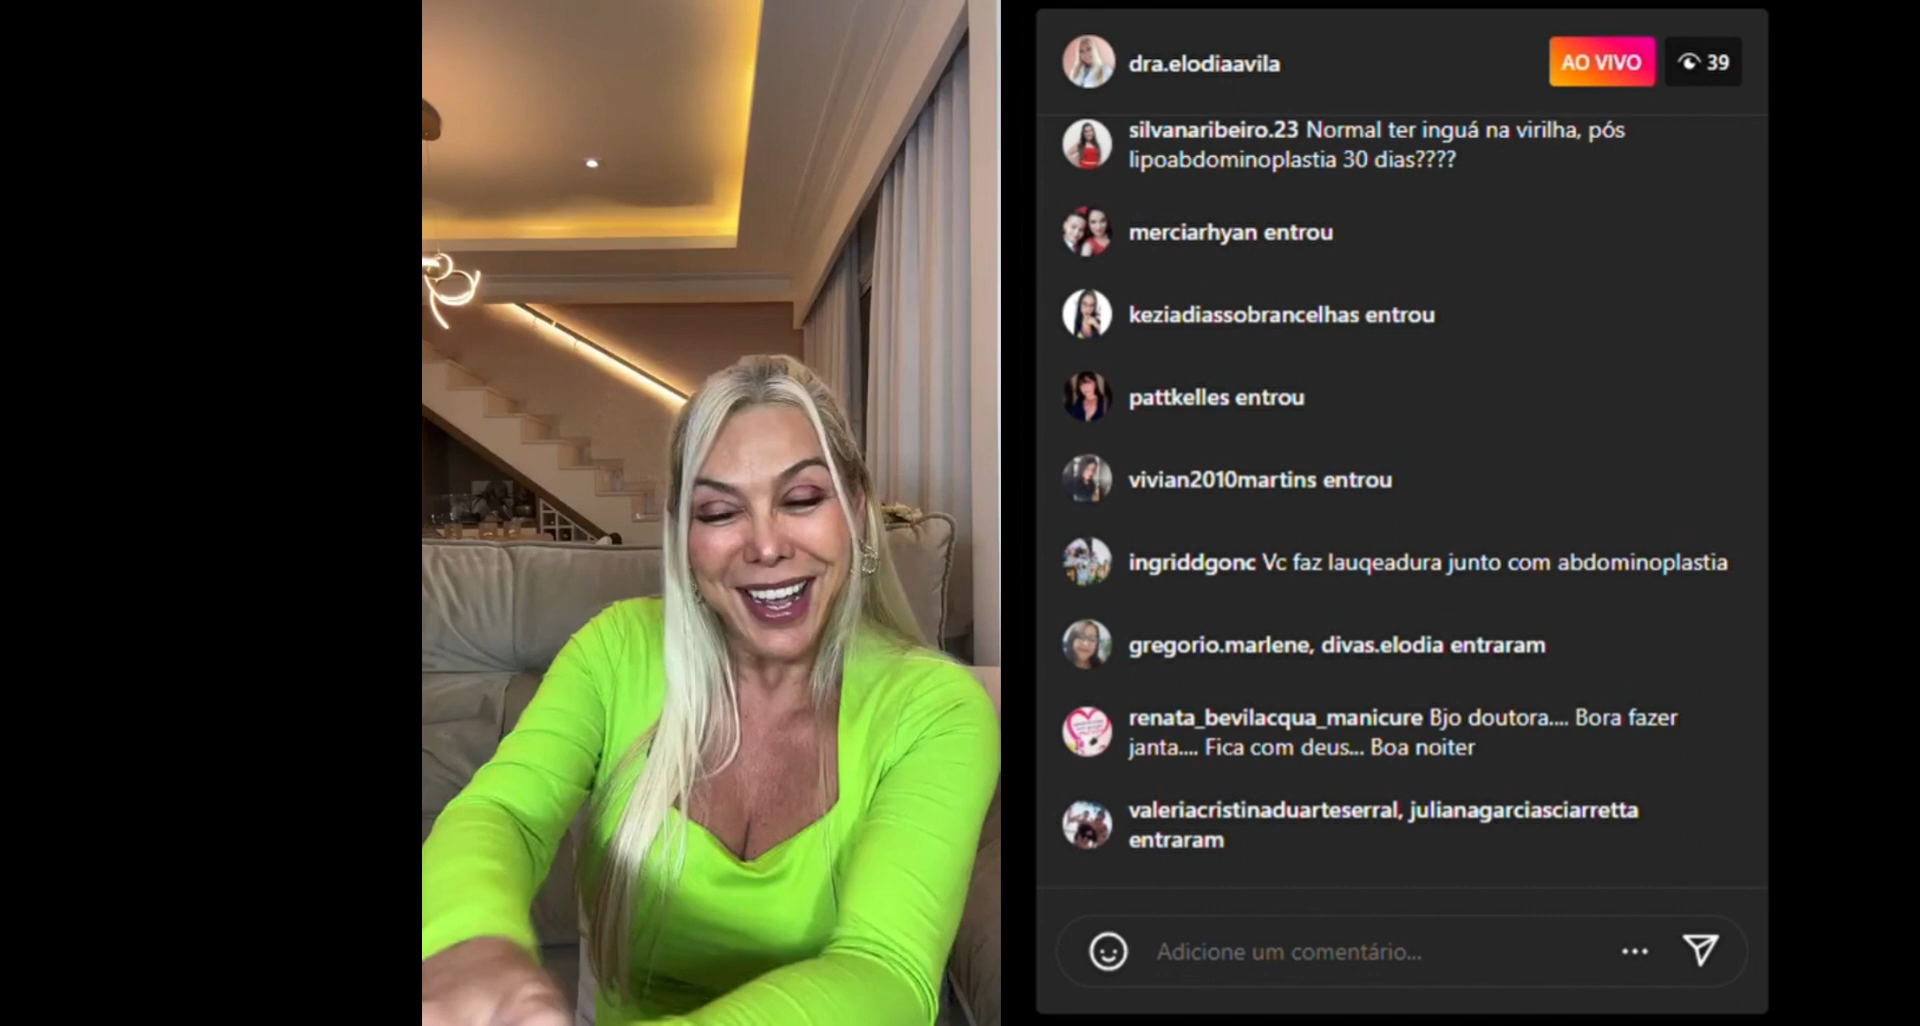 dra.elodiaavila
AO VIVO
39
silvanaribeiro.23 Normal ter inguá na virilha, pós
lipoabdominoplastia 30 dias????
merciarhyan entrou
keziadiassobrancelhas entrou
pattkelles entrou
vivian2010martins entrou
ingriddgonc Vc faz lauqeadura junto com abdominoplastia
gregorio.marlene, divas.elodia entraram
renata_bevilacqua_manicure Bjo doutora.... Bora fazer
janta.... Fica com deus... Boa noiter
valeriacristinaduarteserral, julianagarciasciarretta
entraram
Adicione um comentário...